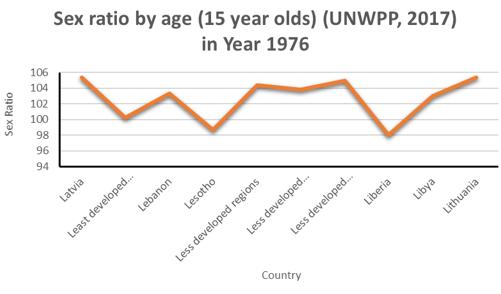 Sex ratio by age (15 year olds) (UNWPP, 2017)
in Year 1976
106
104
102
100
98
96
94
Sex Ratio
Latvia
Least developed...
Lebanon
Lesotho
Less developed regions
Less developed...
Less developed...
Liberia
Libya
Lithuania
Country